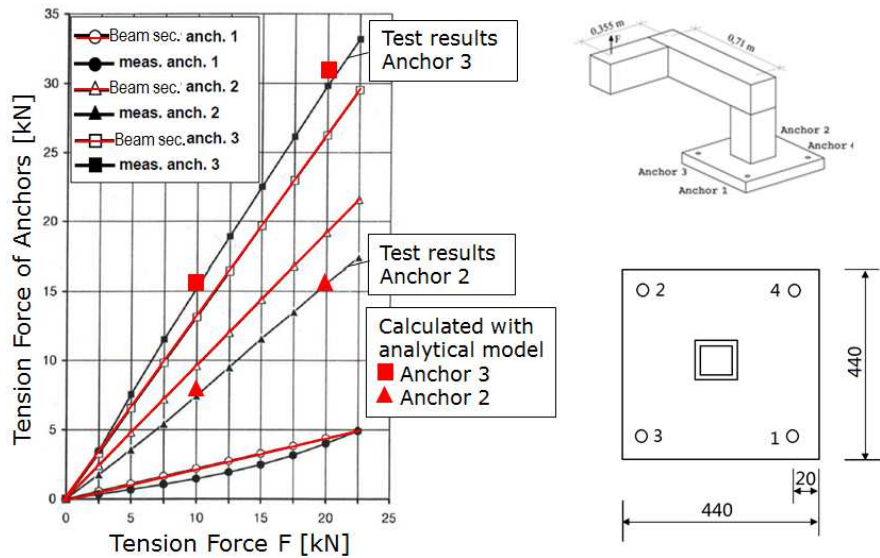 35
30
25
20
15
10
5
0
Tension Force of Anchors [kN]
Beam sec. anch. 1
meas. anch. 1
Beam sec. anch. 2
meas. anch. 2
Beam sec. anch. 3
meas. anch. 3
Test results
Anchor 3
Test results
Anchor 2
Calculated with
analytical model
Anchor 3
Anchor 2
0 5 10 15 20 25
Tension Force F [kN]
0,355 m
F
0,71 m
Anchor 2
Anchor 4
Anchor 3
Anchor 1
2
4
3
1
440
20
440